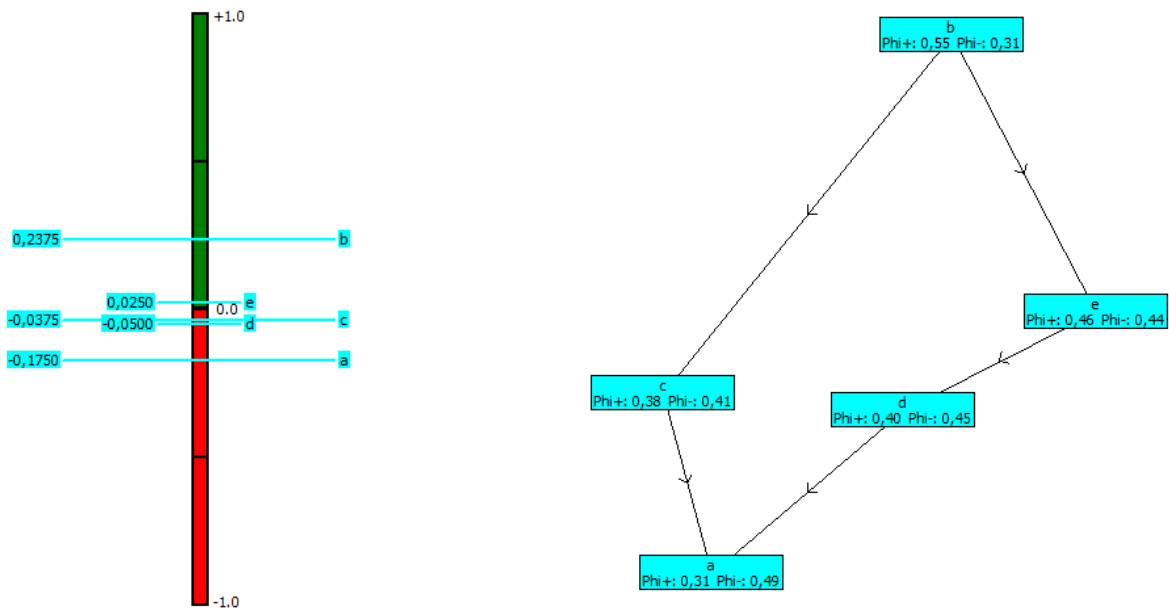 +1.0
0,2375
b
0,0250
e
0.0
-0,0375
c
-0,0500
d
-0,1750
a
-1.0
b
Phi+: 0,55 Phi-: 0,31
e
Phi+: 0,46 Phi-: 0,44
c
Phi+: 0,38 Phi-: 0,41
d
Phi+: 0,40 Phi-: 0,45
a
Phi+: 0,31 Phi-: 0,49